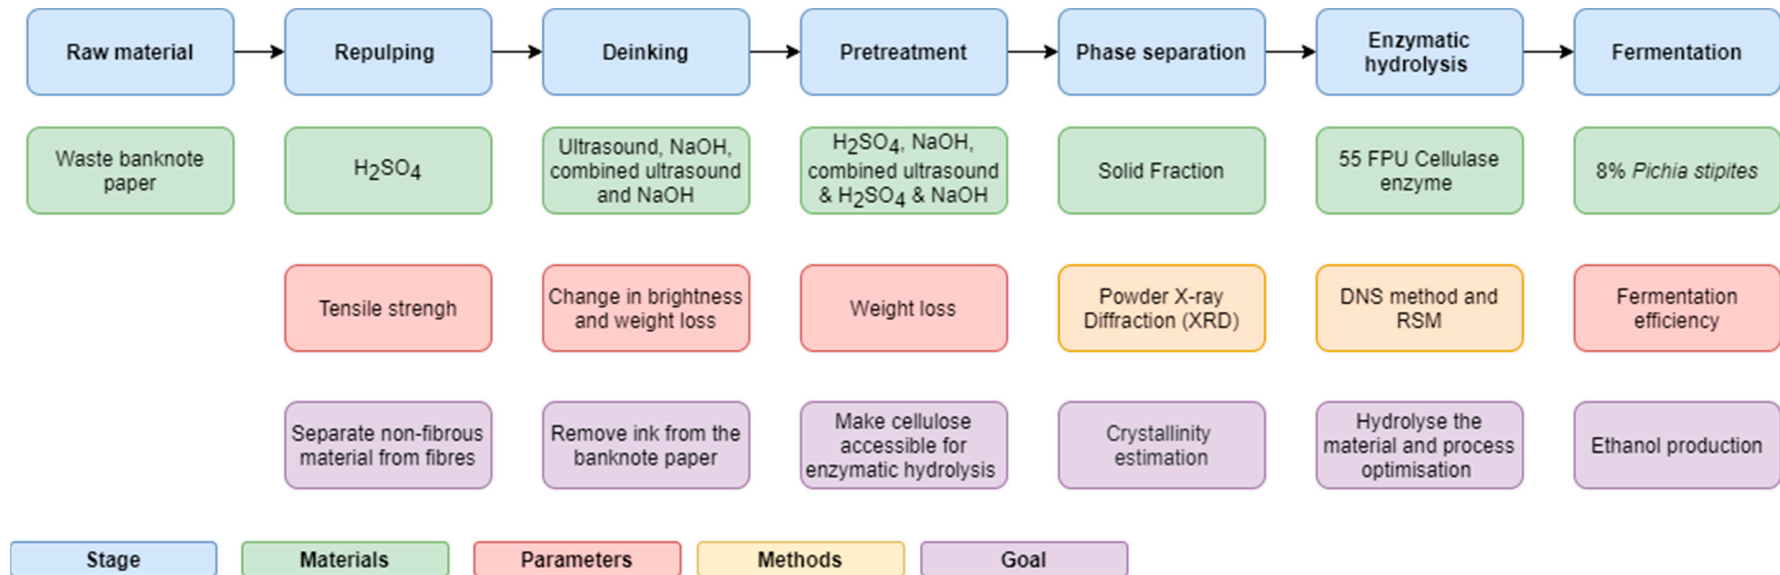 Raw material
Repulping
Deinking
Pretreatment
Phase separation
Enzymatic
hydrolysis
Fermentation
Waste banknote
paper
H2SO4
Ultrasound, NaOH,
combined ultrasound
and NaOH
H2SO4, NaOH,
combined ultrasound
& H2SO4 & NaOH
Solid Fraction
55 FPU Cellulase
enzyme
8% Pichia stipites
Tensile strengh
Change in brightness
and weight loss
Weight loss
Powder X-ray
Diffraction (XRD)
DNS method and
RSM
Fermentation
efficiency
Separate non-fibrous
material from fibres
Remove ink from the
banknote paper
Make cellulose
accessible for
enzymatic hydrolysis
Crystallinity
estimation
Hydrolyse the
material and process
optimisation
Ethanol production
Stage
Materials
Parameters
Methods
Goal